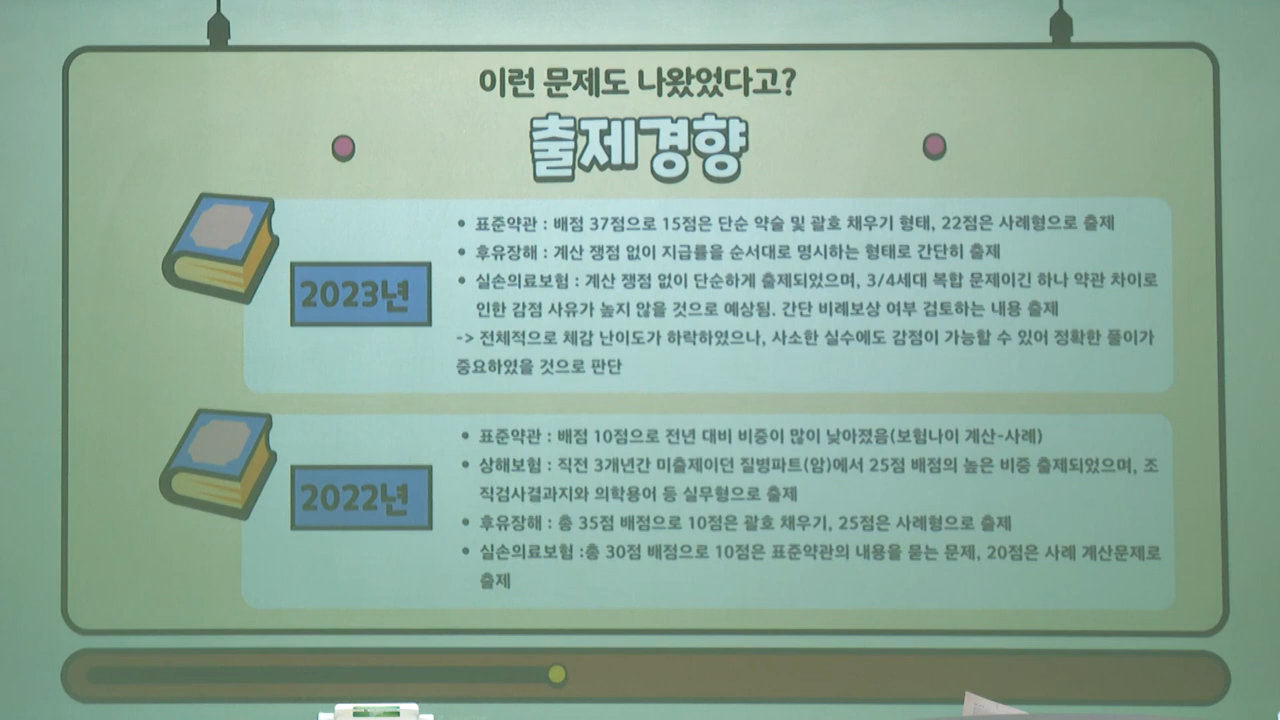 이런 문제도 나왔었다고?
출제경향
2023년
• 표준약관 : 배점 37점으로 15점은 단순 약술 및 괄호 채우기 형태, 22점은 사례형으로 출제
• 후유장해 : 계산 쟁점 없이 지급률을 순서대로 명시하는 형태로 간단히 출제
• 실손의료보험 : 계산 쟁점 없이 단순하게 출제되었으며, 3/4세대 복합 문제이긴 하나 약관 차이로
인한 감점 사유가 높지 않을 것으로 예상됨. 간단 비례보상 여부 검토하는 내용 출제
-> 전체적으로 체감 난이도가 하락하였으나, 사소한 실수에도 감점이 가능할 수 있어 정확한 풀이가
중요하였을 것으로 판단
2022년
• 표준약관 : 배점 10점으로 전년 대비 비중이 많이 낮아졌음(보험나이 계산-사례)
• 상해보험 : 직전 3개년간 미출제이던 질병파트(암)에서 25점 배점의 높은 비중 출제되었으며, 조
직검사결과지와 의학용어 등 실무형으로 출제
• 후유장해 : 총 35점 배점으로 10점은 괄호 채우기, 25점은 사례형으로 출제
• 실손의료보험 :총 30점 배점으로 10점은 표준약관의 내용을 묻는 문제, 20점은 사례 계산문제로
출제